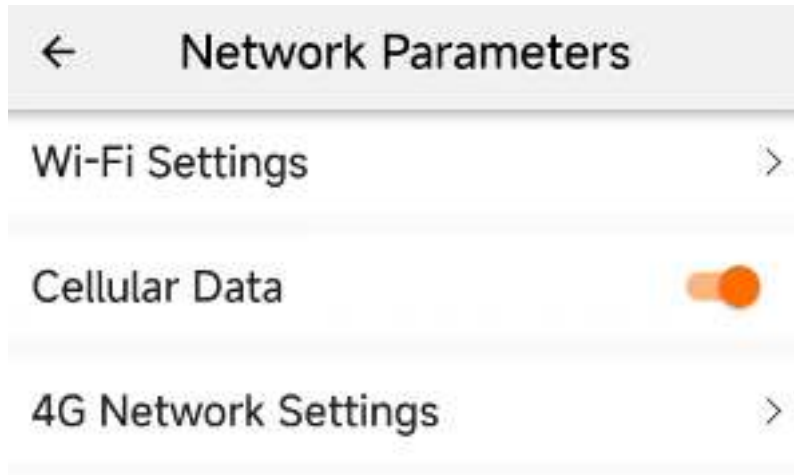 Network Parameters
Wi-Fi Settings
Cellular Data
4G Network Settings